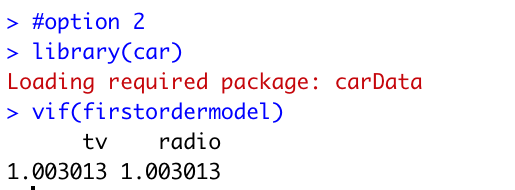 > #option 2
> library(car)
Loading required package: carData
> vif(firstordermodel)
      tv    radio
1.003013 1.003013